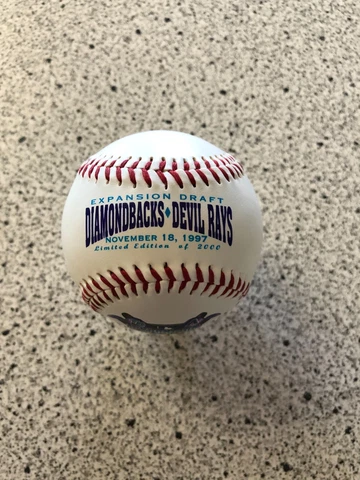 EXPANSION DRAFT
DIAMONDBACKS♦DEVIL RAYS
NOVEMBER 18, 1997
Limited Edition of 2000